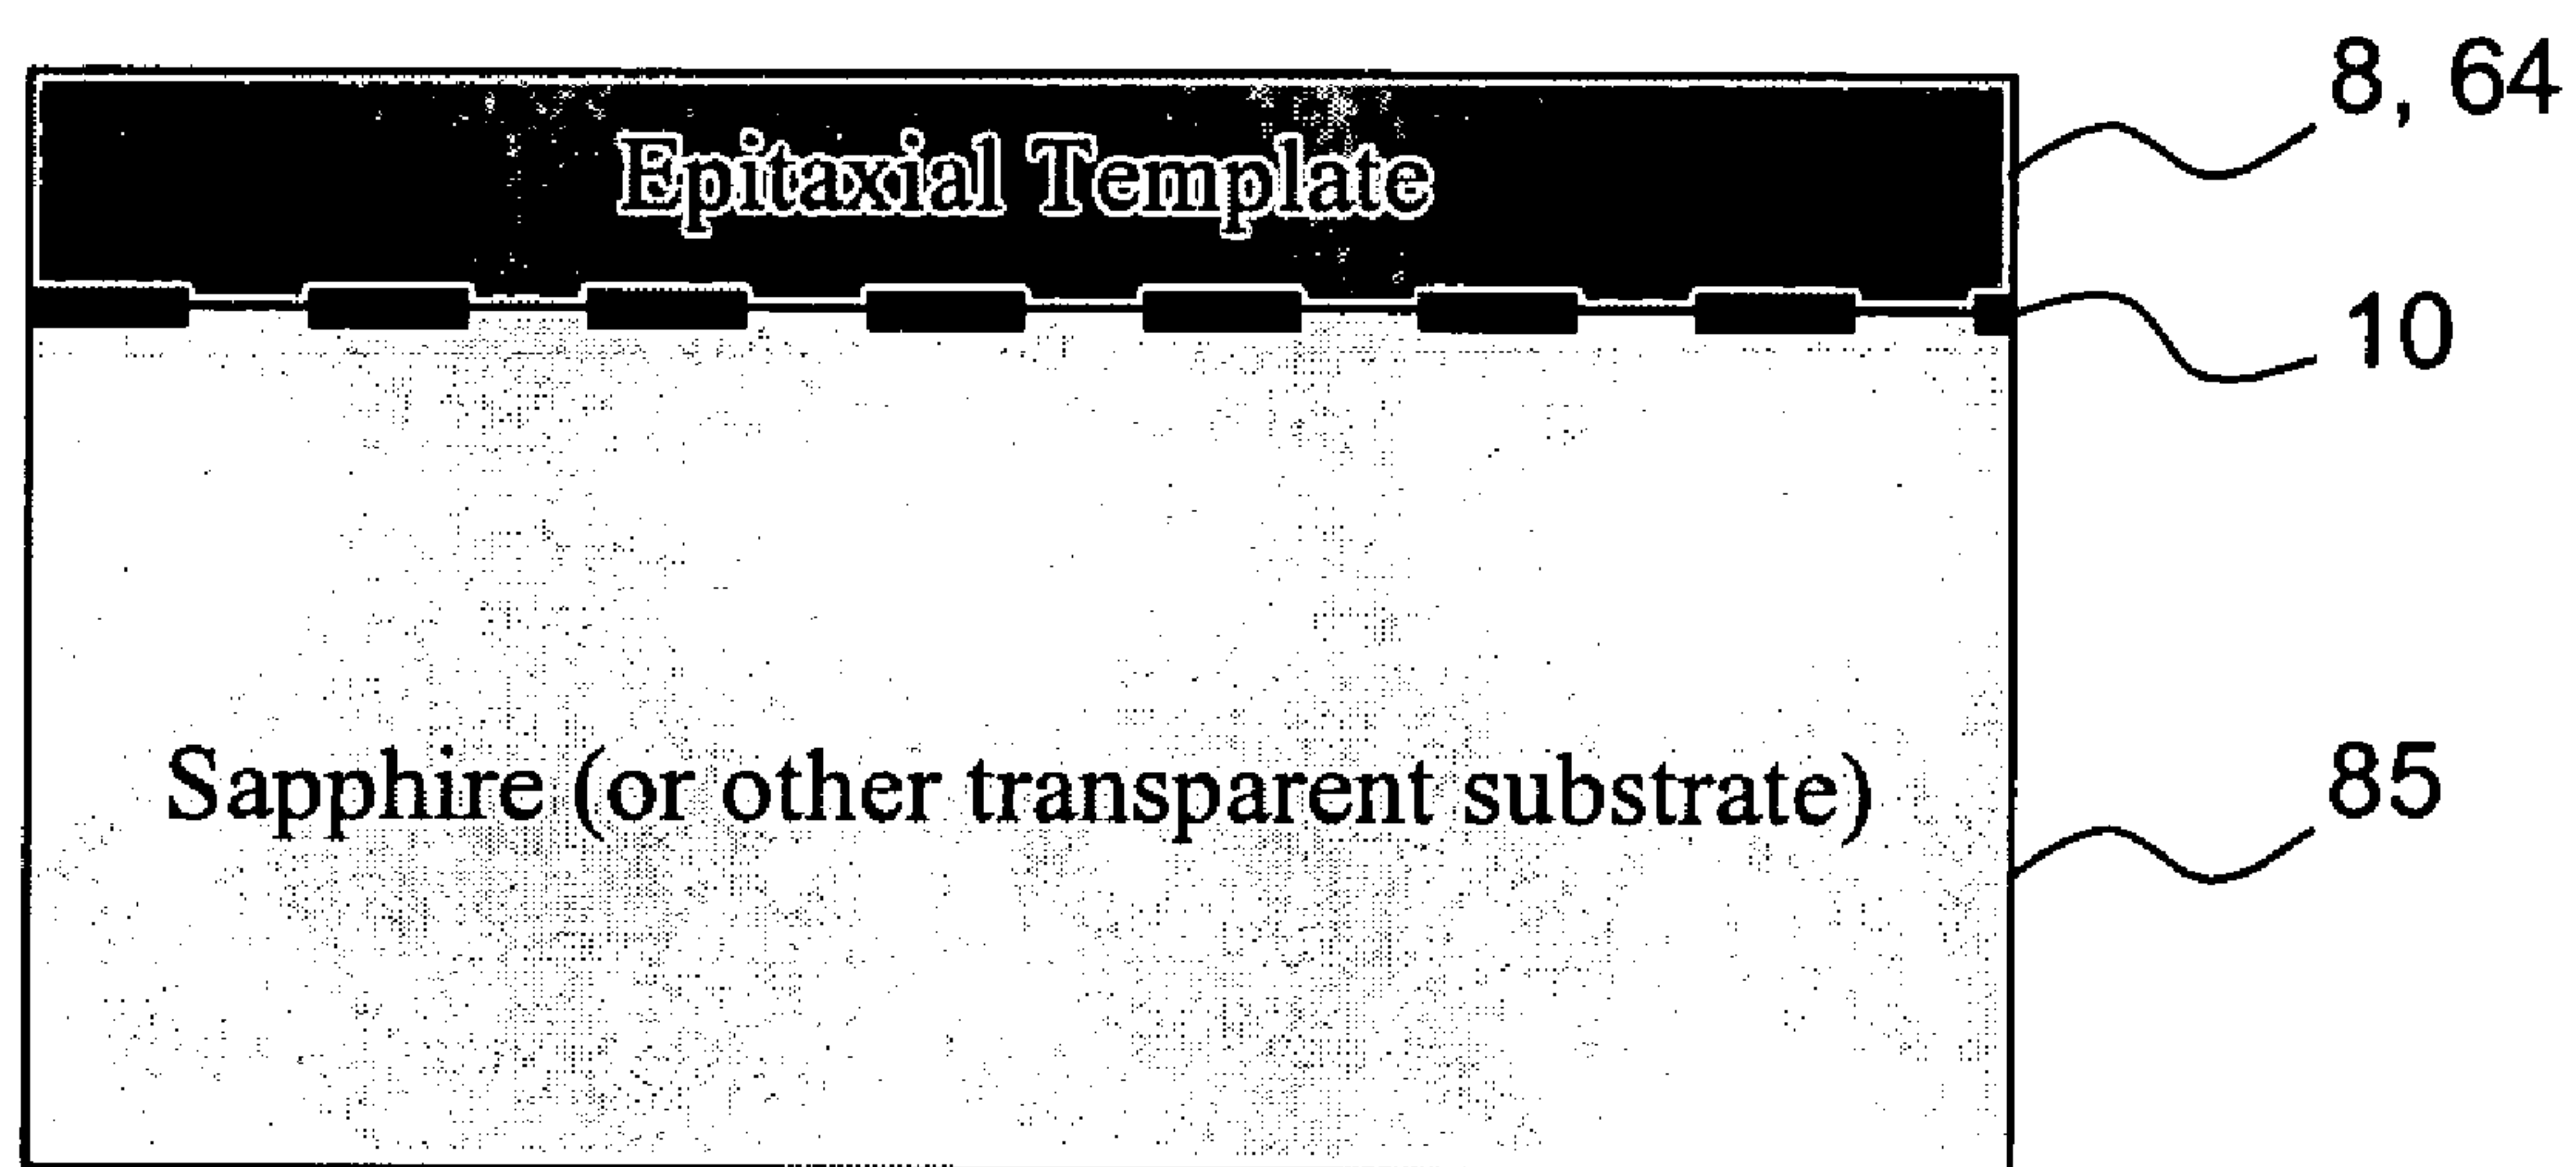 8, 64
Epitaxial Template
10
Sapphire (or other transparent substrate)
85